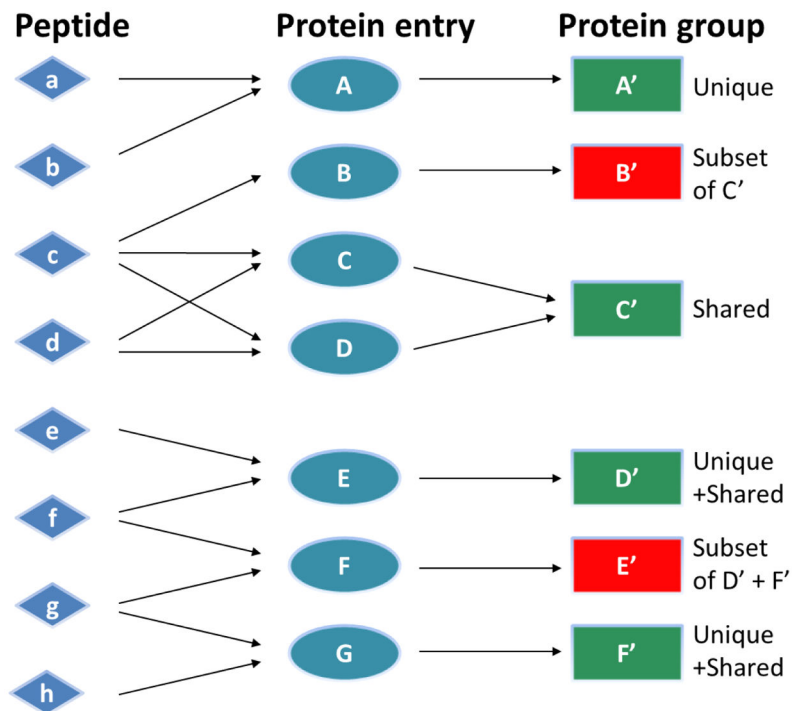 Peptide Protein entry Protein group
a A A’ Unique
b B B’ Subset
of C’
c C
C’ Shared
d D
e
E D’ Unique
+Shared
f
F E’ Subset
of D’ + F’
g
G F’ Unique
+Shared
h